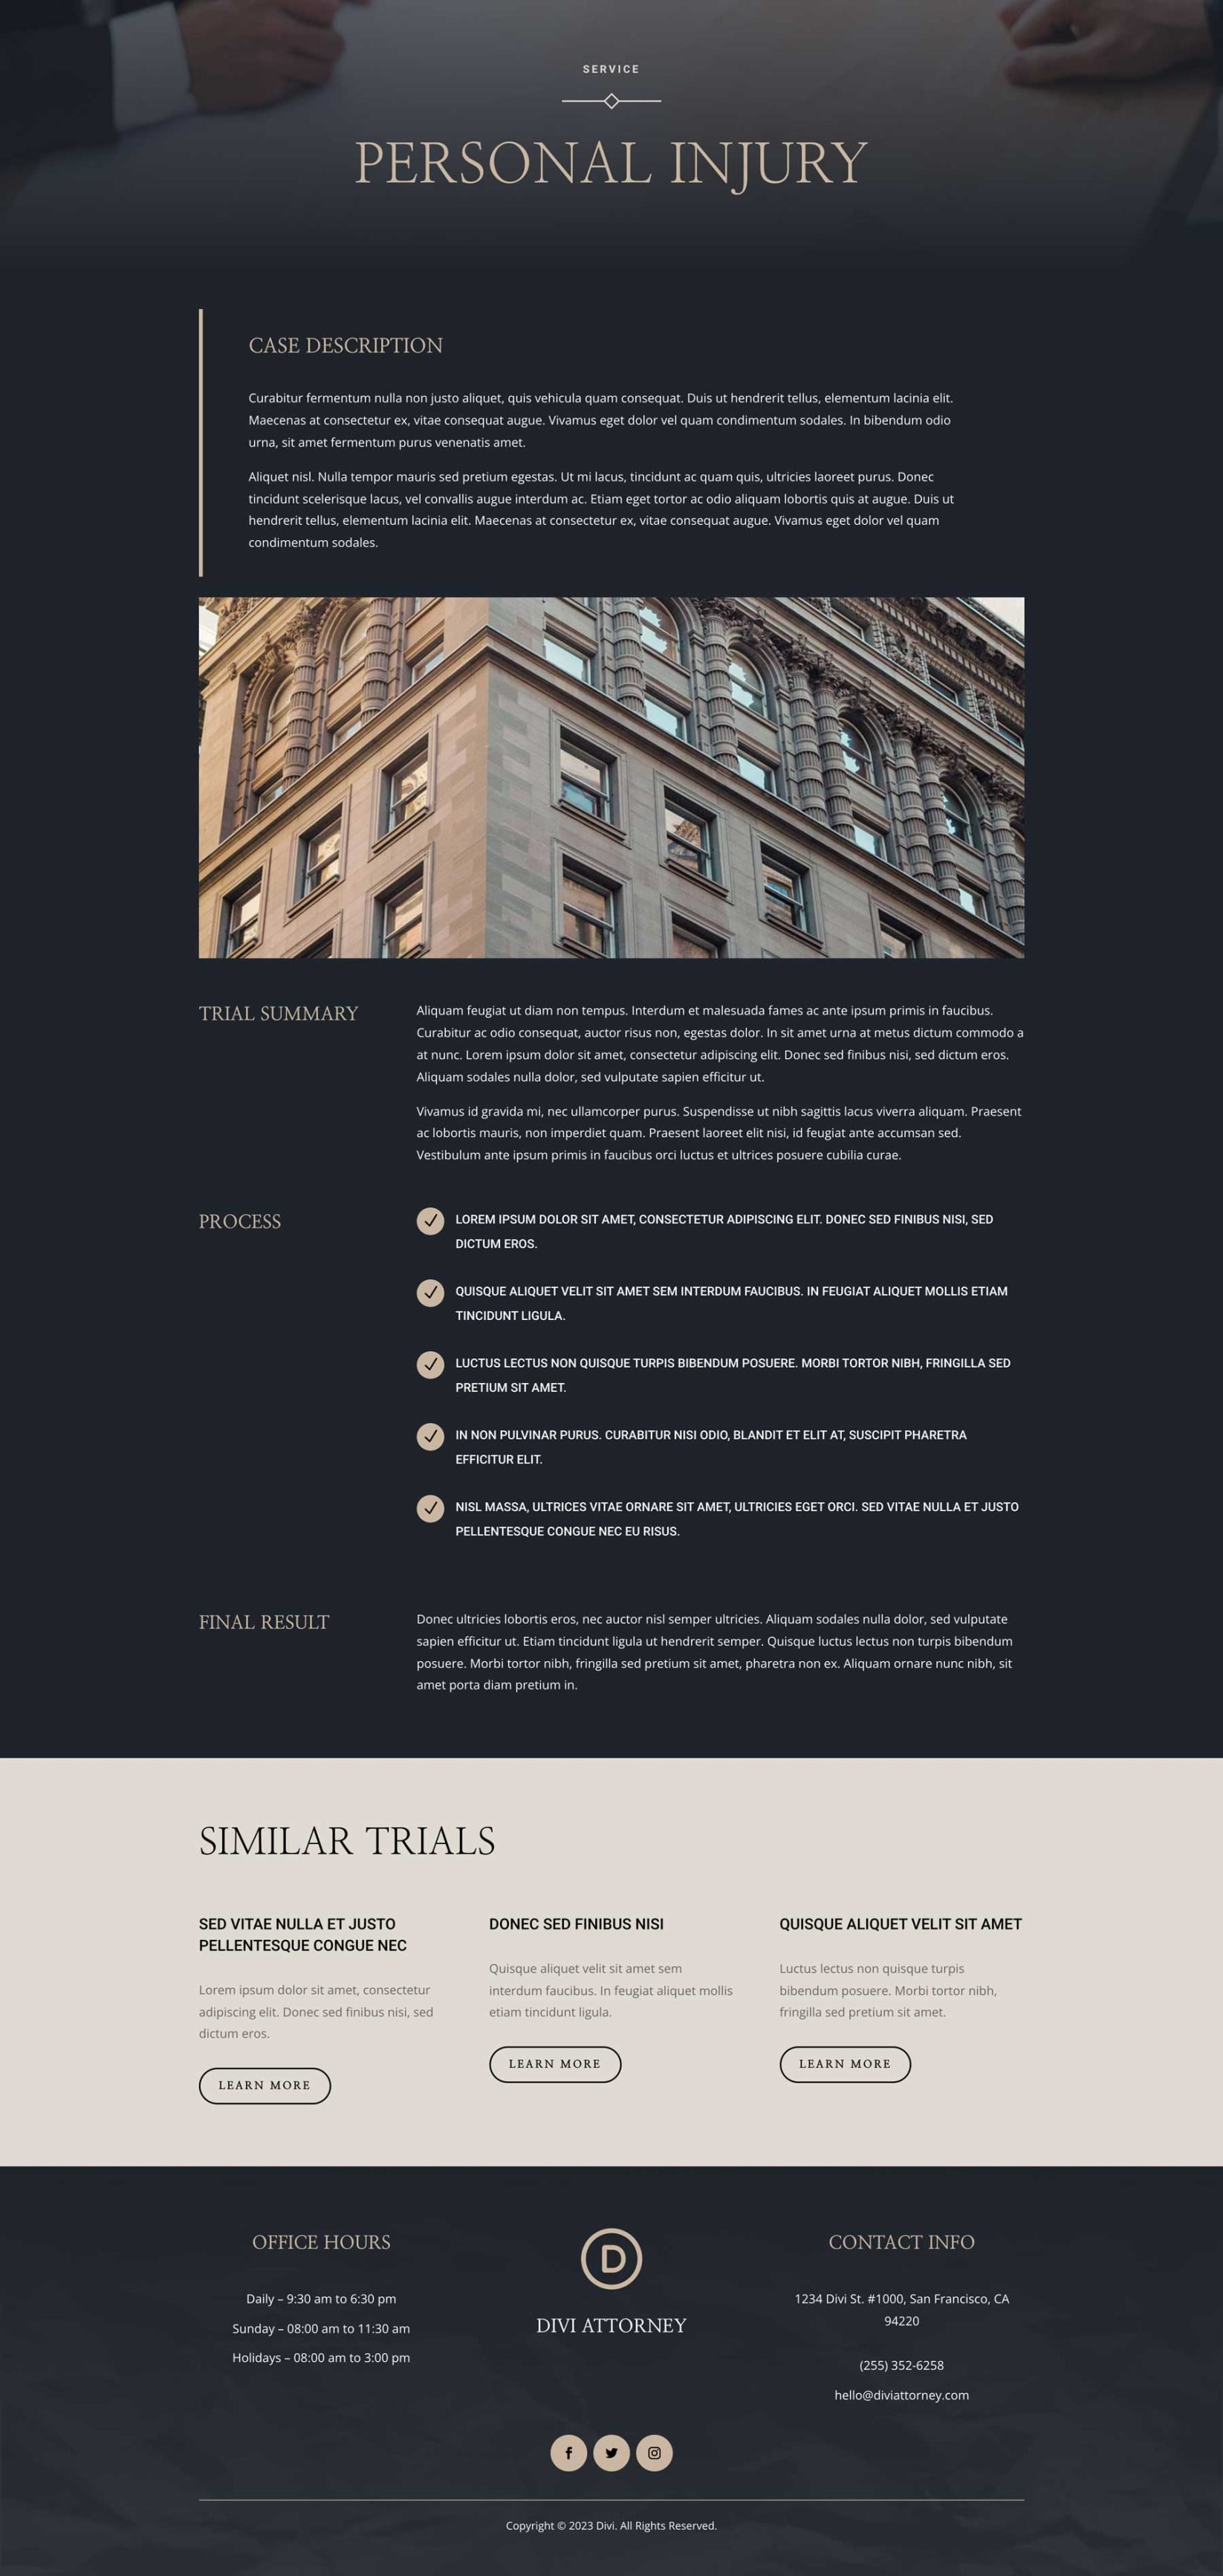 SERVICE
PERSONAL INJURY
CASE DESCRIPTION
Curabitur fermentum nulla non justo aliquet, quis vehicula quam consequat. Duis ut hendrerit tellus, elementum lacinia elit.
Maecenas at consectetur ex, vitae consequat augue. Vivamus eget dolor vel quam condimentum sodales. In bibendum odio
urna, sit amet fermentum purus venenatis amet.
Aliquet nisl. Nulla tempor mauris sed pretium egestas. Ut mi lacus, tincidunt ac quam quis, ultricies laoreet purus. Donec
tincidunt scelerisque lacus, vel convallis augue interdum ac. Etiam eget tortor ac odio aliquam lobortis quis at augue. Duis ut
hendrerit tellus, elementum lacinia elit. Maecenas at consectetur ex, vitae consequat augue. Vivamus eget dolor vel quam
condimentum sodales.
TRIAL SUMMARY
Aliquam feugiat ut diam non tempus. Interdum et malesuada fames ac ante ipsum primis in faucibus.
Curabitur ac odio consequat, auctor risus non, egestas dolor. In sit amet urna at metus dictum commodo a
at nunc. Lorem ipsum dolor sit amet, consectetur adipiscing elit. Donec sed finibus nisi, sed dictum eros.
Aliquam sodales nulla dolor, sed vulputate sapien efficitur ut.
Vivamus id gravida mi, nec ullamcorper purus. Suspendisse ut nibh sagittis lacus viverra aliquam. Praesent
ac lobortis mauris, non imperdiet quam. Praesent laoreet elit nisi, id feugiat ante accumsan sed.
Vestibulum ante ipsum primis in faucibus orci luctus et ultrices posuere cubilia curae.
PROCESS
LOREM IPSUM DOLOR SIT AMET, CONSECTETUR ADIPISCING ELIT. DONEC SED FINIBUS NISI, SED
DICTUM EROS.
QUISQUE ALIQUET VELIT SIT AMET SEM INTERDUM FAUCIBUS. IN FEUGIAT ALIQUET MOLLIS ETIAM
TINCIDUNT LIGULA.
LUCTUS LECTUS NON QUISQUE TURPIS BIBENDUM POSUERE. MORBI TORTOR NIBH, FRINGILLA SED
PRETIUM SIT AMET.
IN NON PULVINAR PURUS. CURABITUR NISI ODIO, BLANDIT ET ELIT AT, SUSCIPIT PHARETRA
EFFICITUR ELIT.
NISL MASSA, ULTRICES VITAE ORNARE SIT AMET, ULTRICIES EGET ORCI. SED VITAE NULLA ET JUSTO
PELLENTESQUE CONGUE NEC EU RISUS.
FINAL RESULT
Donec ultricies lobortis eros, nec auctor nisl semper ultricies. Aliquam sodales nulla dolor, sed vulputate
sapien efficitur ut. Etiam tincidunt ligula ut hendrerit semper. Quisque luctus lectus non turpis bibendum
posuere. Morbi tortor nibh, fringilla sed pretium sit amet, pharetra non ex. Aliquam ornare nunc nibh, sit
amet porta diam pretium in.
SIMILAR TRIALS
SED VITAE NULLA ET JUSTO
PELLENTESQUE CONGUE NEC
Lorem ipsum dolor sit amet, consectetur
adipiscing elit. Donec sed finibus nisi, sed
dictum eros.
LEARN MORE
DONEC SED FINIBUS NISI
Quisque aliquet velit sit amet sem
interdum faucibus. In feugiat aliquet mollis
etiam tincidunt ligula.
LEARN MORE
QUISQUE ALIQUET VELIT SIT AMET
Luctus lectus non quisque turpis
bibendum posuere. Morbi tortor nibh,
fringilla sed pretium sit amet.
LEARN MORE
OFFICE HOURS
Daily – 9:30 am to 6:30 pm
Sunday – 08:00 am to 11:30 am
Holidays – 08:00 am to 3:00 pm
D
DIVI ATTORNEY
CONTACT INFO
1234 Divi St. #1000, San Francisco, CA
94220
(255) 352-6258
hello@diviattorney.com
Copyright © 2023 Divi. All Rights Reserved.